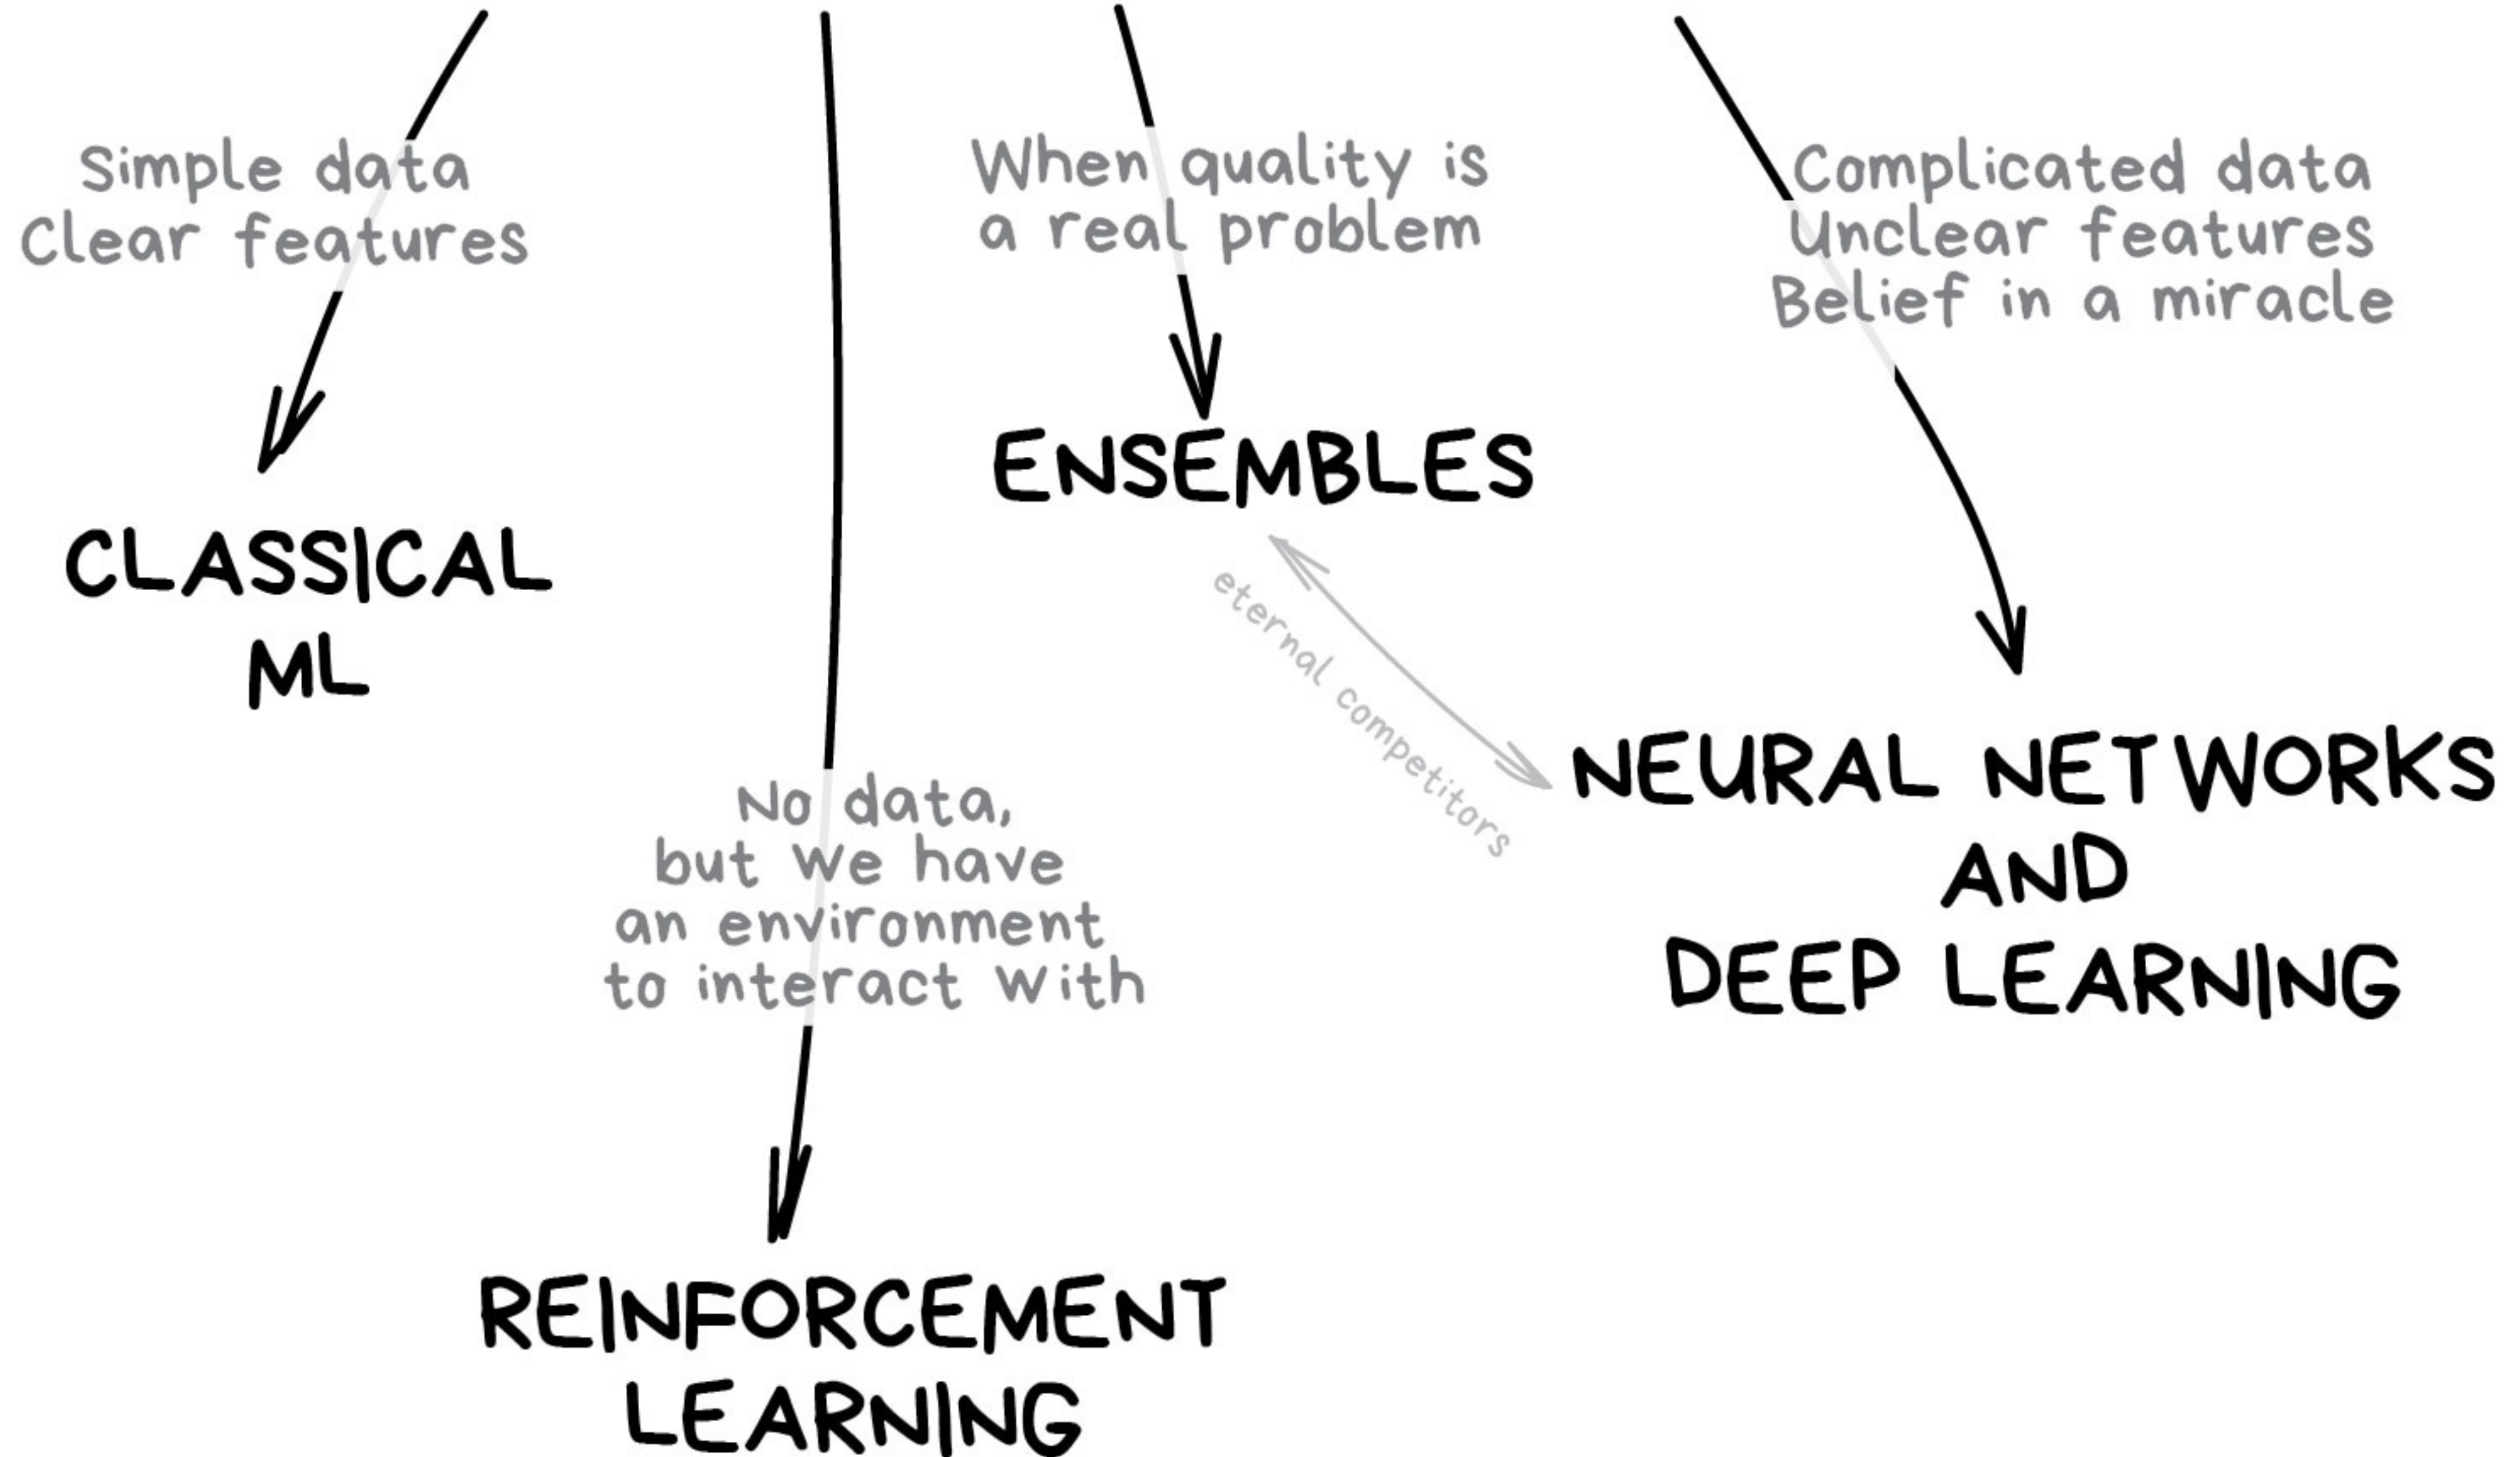 Simple data
Clear features
CLASSICAL
ML
No data,
but we have
an environment
to interact with
REINFORCEMENT
LEARNING
When quality is
a real problem
ENSEMBLES
eternal competitors
Complicated data
Unclear features
Belief in a miracle
NEURAL NETWORKS
AND
DEEP LEARNING